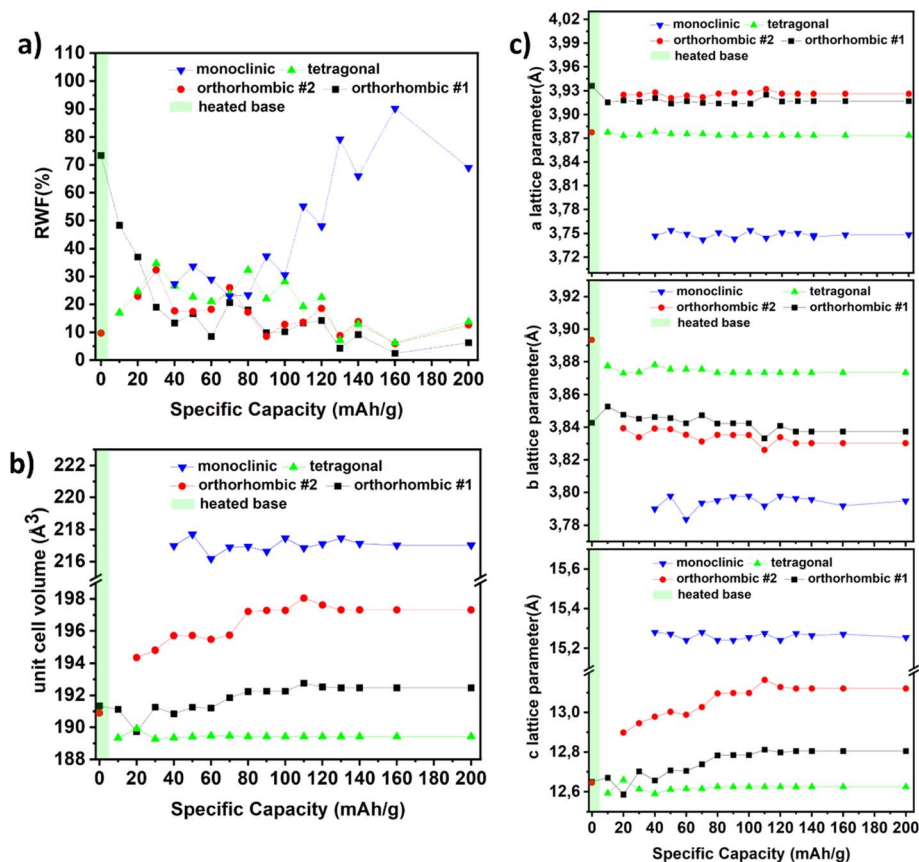 a)
110
100
90
80
70
60
50
40
30
20
10
0
RWF(%)
monoclinic tetragonal
orthorhombic #2 orthorhombic #1
heated base
0 20 40 60 80 100 120 140 160 180 200
Specific Capacity (mAh/g)
b)
222
220
218
216
198
196
194
192
190
188
unit cell volume (Å³)
monoclinic tetragonal
orthorhombic #2 orthorhombic #1
heated base
0 20 40 60 80 100 120 140 160 180 200
Specific Capacity (mAh/g)
c)
4,02
3,99
3,96
3,93
3,90
3,87
3,78
3,75
3,72
a lattice parameter(Å)
monoclinic tetragonal
orthorhombic #2 orthorhombic #1
heated base
3,92
3,90
3,88
3,86
3,84
3,82
3,80
3,78
b lattice parameter(Å)
monoclinic tetragonal
orthorhombic #2 orthorhombic #1
heated base
15,6
15,4
15,2
13,0
12,8
12,6
c lattice parameter(Å)
monoclinic tetragonal
orthorhombic #2 orthorhombic #1
heated base
0 20 40 60 80 100 120 140 160 180 200
Specific Capacity (mAh/g)